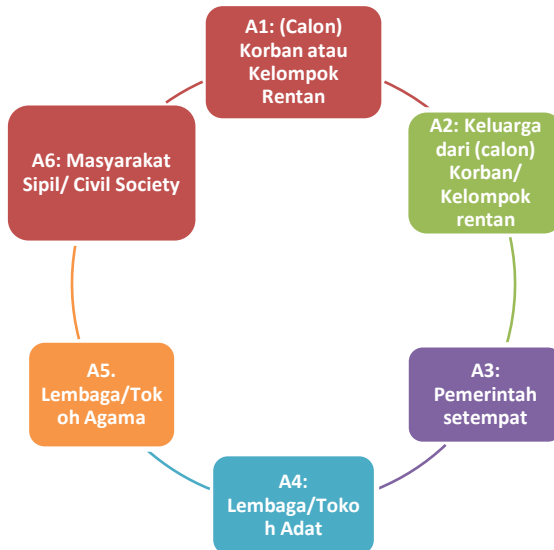 A1: (Calon)
Korban atau
Kelompok
Rentan
A2: Keluarga
dari (calon)
Korban/
Kelompok
rentan
A3:
Pemerintah
setempat
A4:
Lembaga/Toko
h Adat
A5.
Lembaga/Tok
oh Agama
A6: Masyarakat
Sipil/ Civil Society